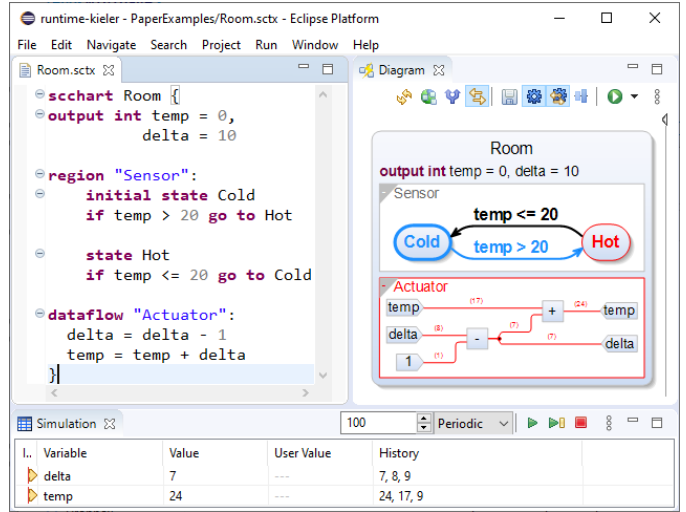 runtime-kieler - PaperExamples/Room.sctx - Eclipse Platform
File Edit Navigate Search Project Run Window Help
Room.sctx
scchart Room {
output int temp = 0,
delta = 10
region "Sensor":
initial state Cold
if temp > 20 go to Hot
state Hot
if temp <= 20 go to Cold
dataflow "Actuator":
delta = delta - 1
temp = temp + delta
}
Diagram
Room
output int temp = 0, delta = 10
- Sensor
temp <= 20
Cold
temp > 20
Hot
- Actuator
temp
(17)
+
(24)
temp
delta
(8)
-
(7)
(7)
delta
1
(1)
Simulation
100
Periodic
I.. Variable Value User Value History
delta 7 --- 7, 8, 9
temp 24 --- 24, 17, 9